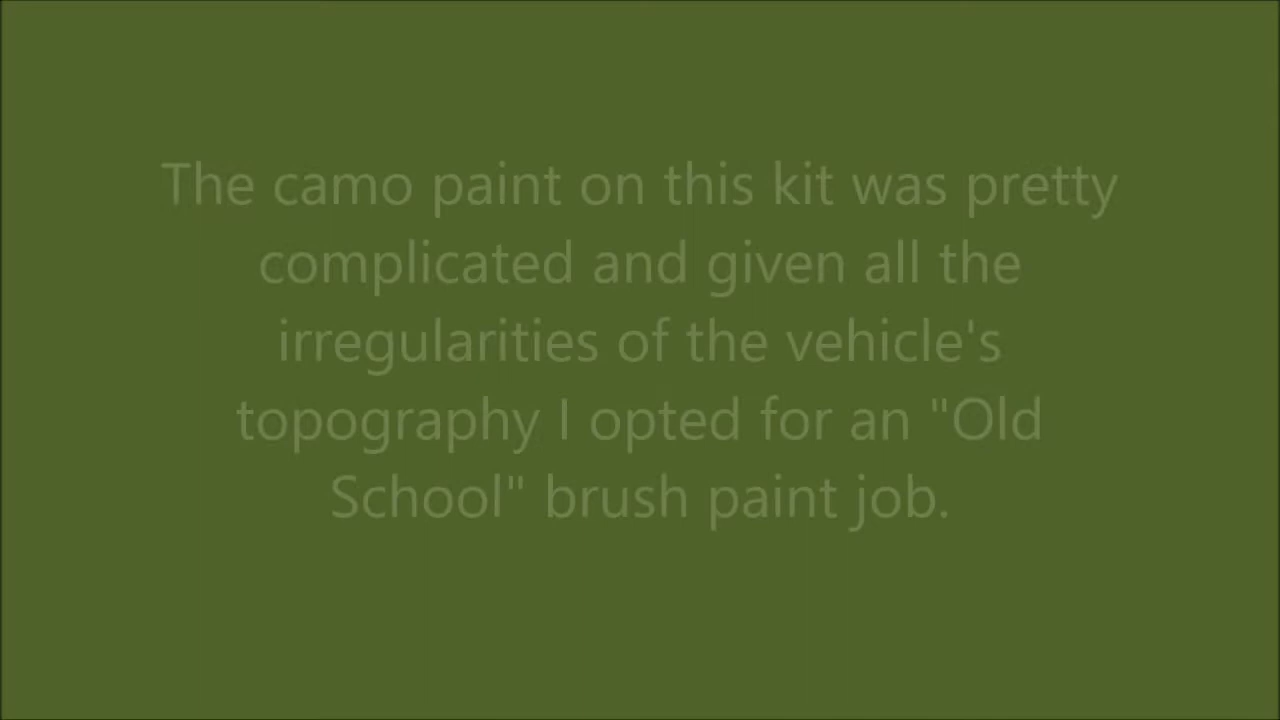 The camo paint on this kit was pretty
complicated and given all the
irregularities of the vehicle's
topography I opted for an "Old
School" brush paint job.